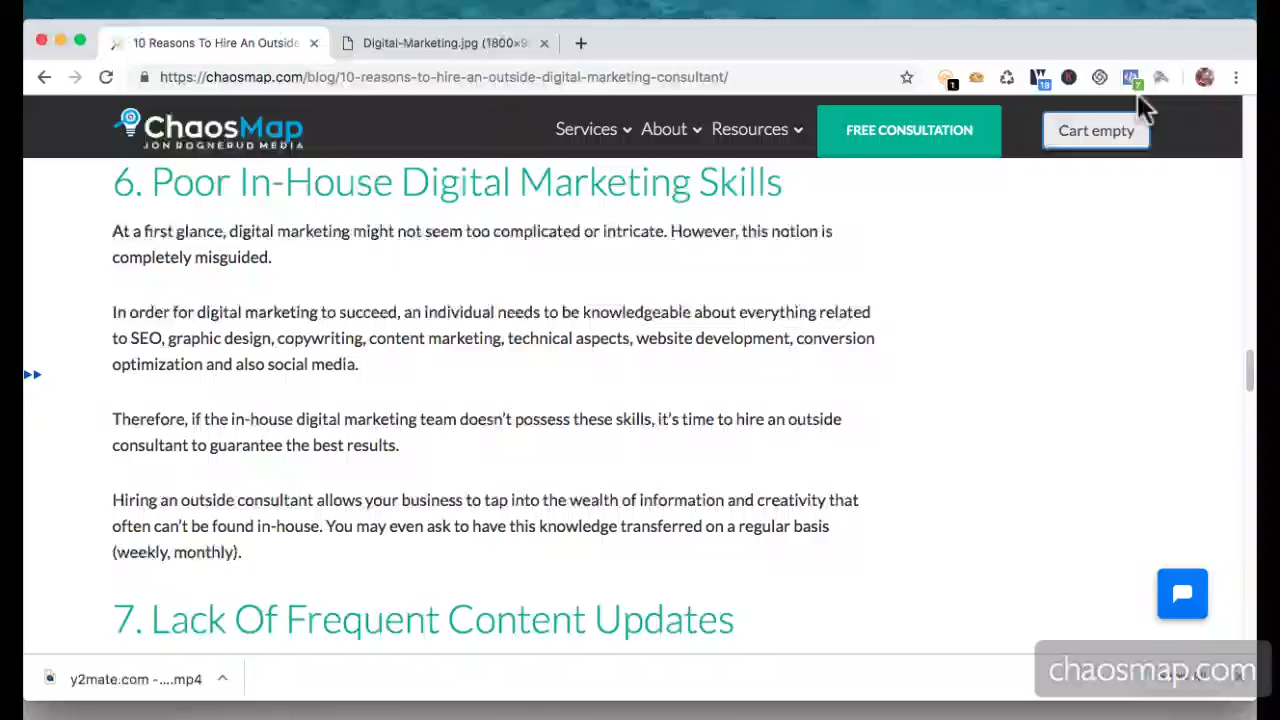 10 Reasons To Hire An Outside
Digital-Marketing.jpg (1800×9
https://chaosmap.com/blog/10-reasons-to-hire-an-outside-digital-marketing-consultant/
1
18
7
ChaosMap
JON ROGNERUD MEDIA
Services
About
Resources
FREE CONSULTATION
Cart empty
6. Poor In-House Digital Marketing Skills
At a first glance, digital marketing might not seem too complicated or intricate. However, this notion is
completely misguided.
In order for digital marketing to succeed, an individual needs to be knowledgeable about everything related
to SEO, graphic design, copywriting, content marketing, technical aspects, website development, conversion
optimization and also social media.
Therefore, if the in-house digital marketing team doesn't possess these skills, it's time to hire an outside
consultant to guarantee the best results.
Hiring an outside consultant allows your business to tap into the wealth of information and creativity that
often can't be found in-house. You may even ask to have this knowledge transferred on a regular basis
(weekly, monthly).
7. Lack Of Frequent Content Updates
y2mate.com -....mp4
chaosmap.com